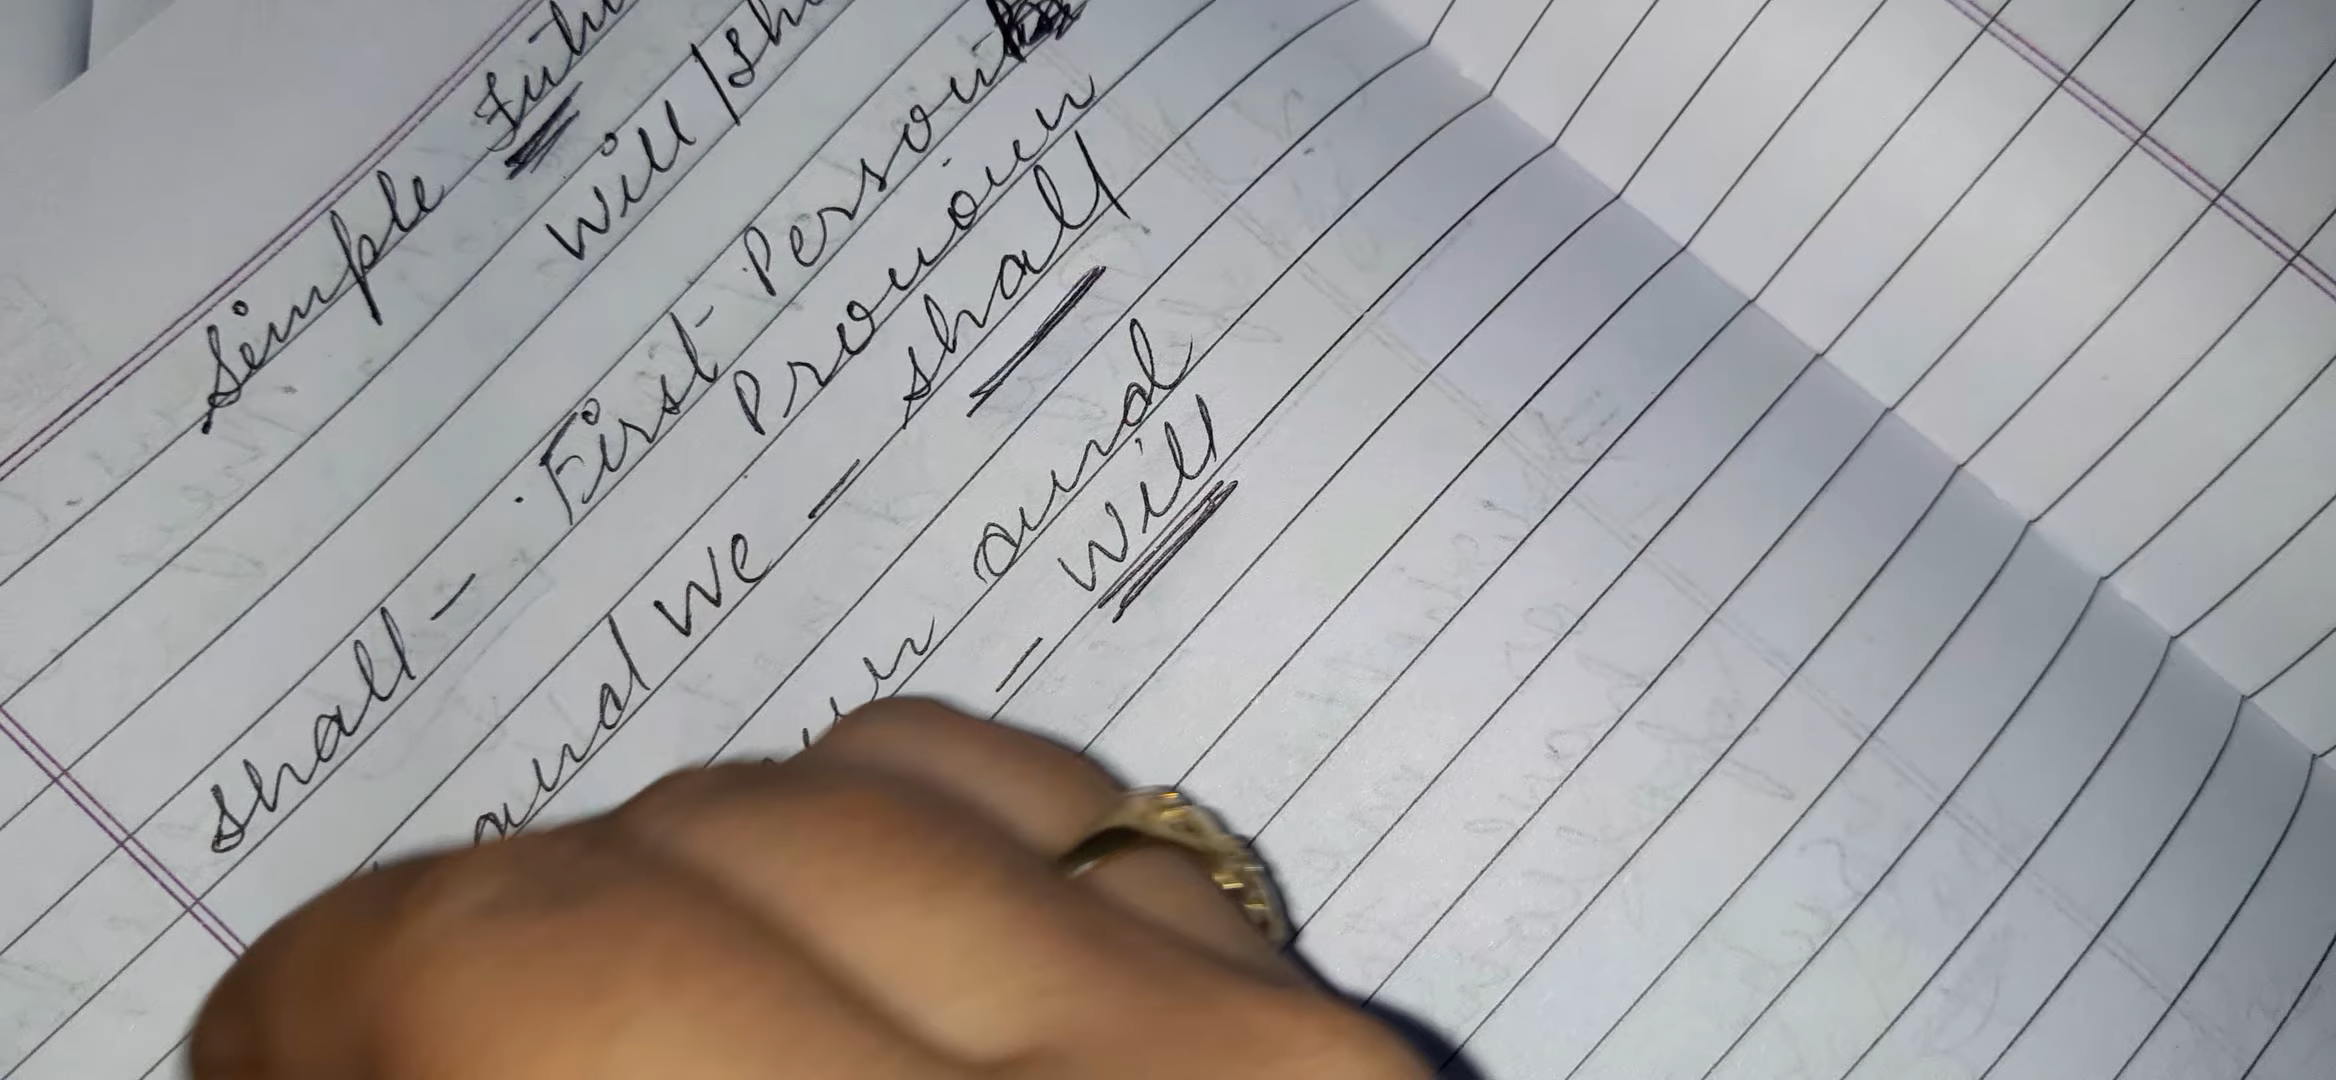 Simple
Will /
Shall - First Person
Pronoun
and We - Shall
and
= Will